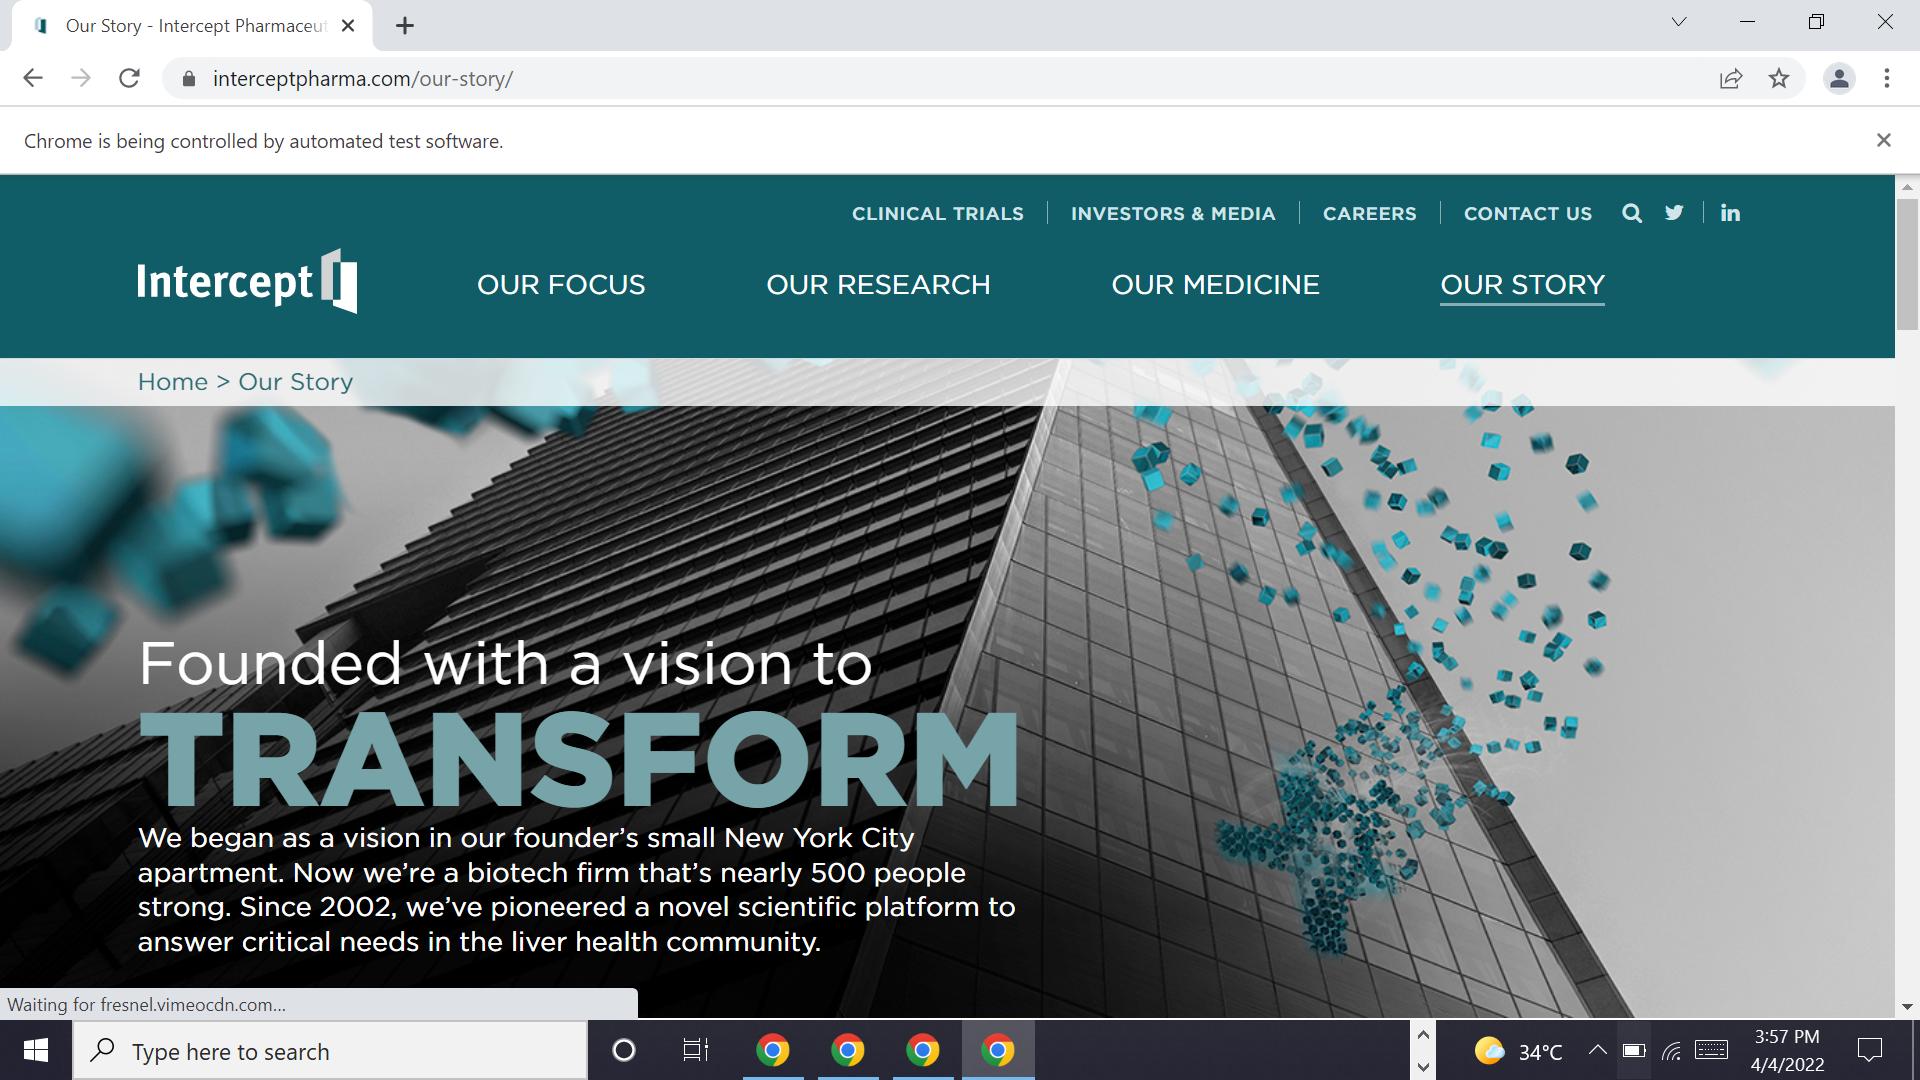 Our Story - Intercept Pharmaceut
interceptpharma.com/our-story/
Chrome is being controlled by automated test software.
CLINICAL TRIALS
INVESTORS & MEDIA
CAREERS
CONTACT US
in
Intercept
OUR FOCUS
OUR RESEARCH
OUR MEDICINE
OUR STORY
Home > Our Story
Founded with a vision to
TRANSFORM
We began as a vision in our founder’s small New York City
apartment. Now we’re a biotech firm that’s nearly 500 people
strong. Since 2002, we’ve pioneered a novel scientific platform to
answer critical needs in the liver health community.
Waiting for fresnel.vimeocdn.com...
Type here to search
34°C
3:57 PM
4/4/2022